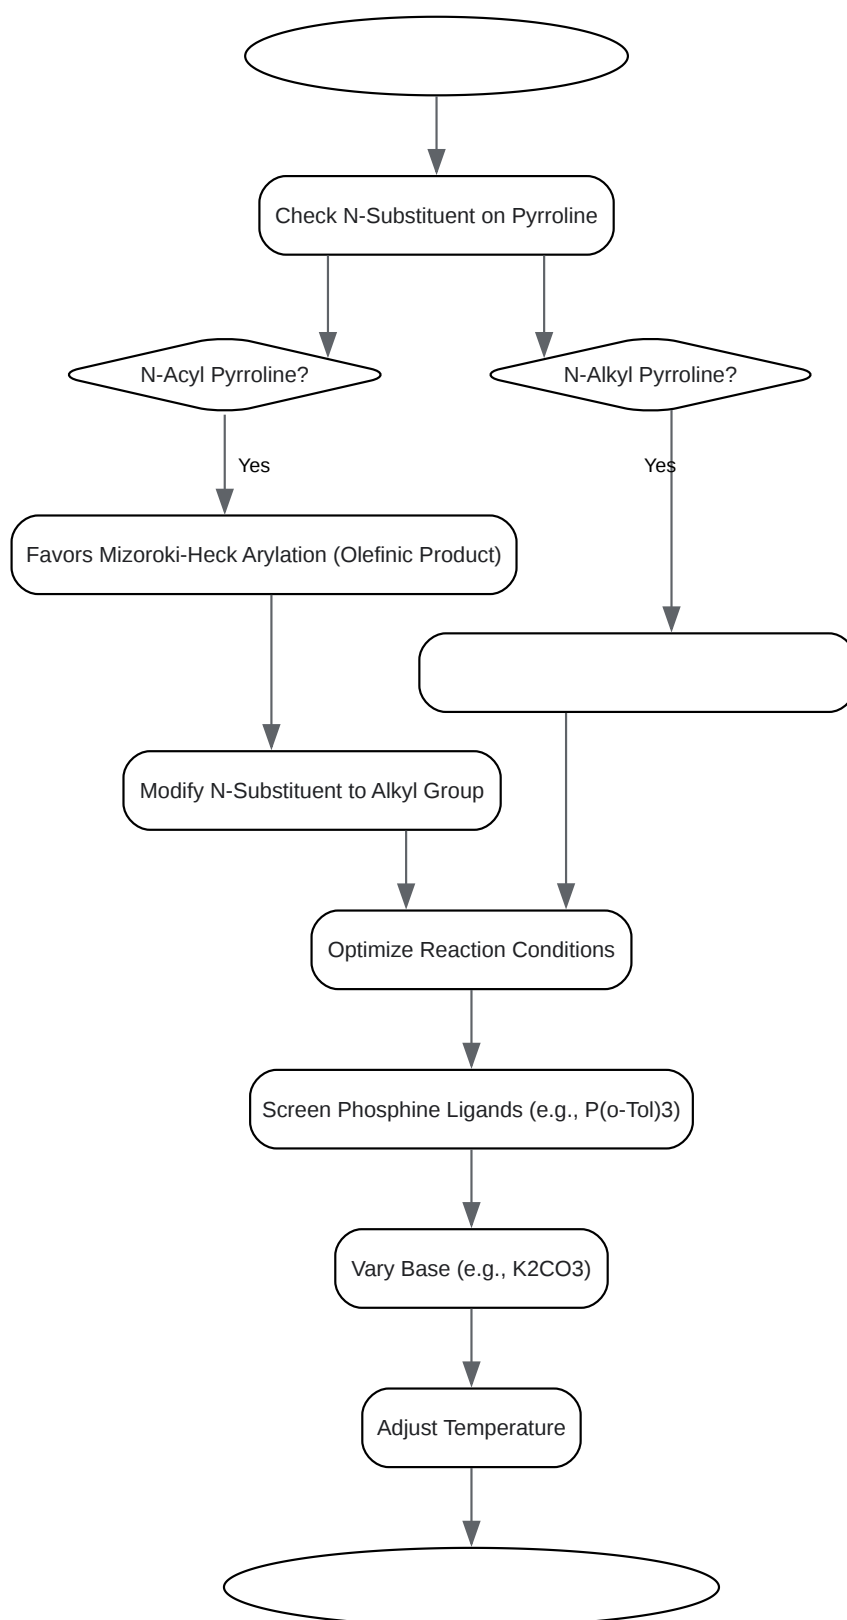 Check N-Substituent on Pyrroline
N-Acyl Pyrroline?
N-Alkyl Pyrroline?
Yes
Yes
Favors Mizoroki-Heck Arylation (Olefinic Product)
Modify N-Substituent to Alkyl Group
Optimize Reaction Conditions
Screen Phosphine Ligands (e.g., P(o-Tol)3)
Vary Base (e.g., K2CO3)
Adjust Temperature